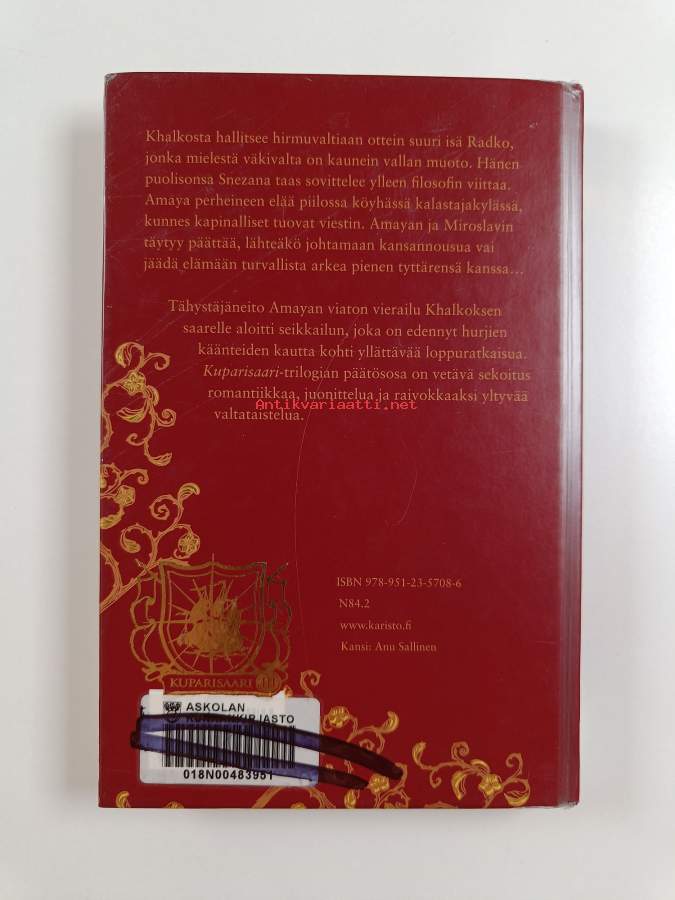 Khalkosta hallitsee hirmuvaltiaan ottein suuri isä Radko,
jonka mielestä väkivalta on kaunein vallan muoto. Hänen
puolisonsa Snezana taas sovittelee ylleen filosofin viittaa.
Amaya perheineen elää piilossa köyhässä kalastajakylässä,
kunnes kapinalliset tuovat viestin. Amayan ja Miroslavin
täytyy päättää, lähteäkö johtamaan kansannousua vai
jäädä elämään turvallista arkea pienen tyttärensä kanssa...
Tähystäjäneito Amayan viaton vierailu Khalkoksen
saarelle aloitti seikkailun, joka on edennyt hurjien
käänteiden kautta kohti yllättävää loppuratkaisua.
Kuparisaari-trilogian päätösosa on vetävä sekoitus
romantiikkaa, juonittelua ja raivokkaaksi yltyvää
Antikvariaatti.net
valtataistelua.
ISBN 978-951-23-5708-6
N84.2
www.karisto.fi
Kansi: Anu Sallinen
KUPARISAARI III
ASKOLAN
018N00483981